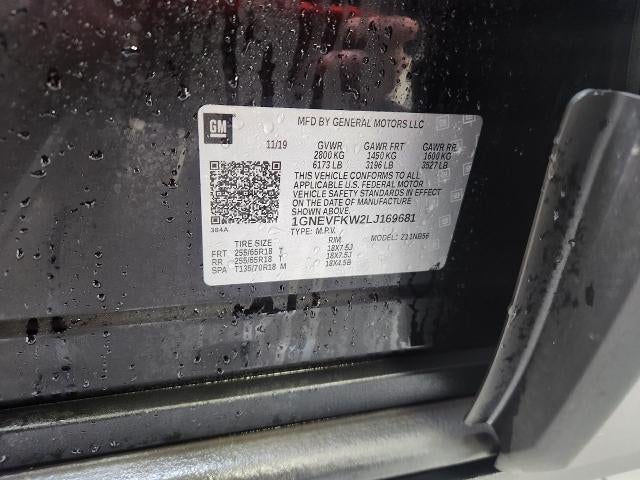 GM
MFD BY GENERAL MOTORS LLC
11/19 GVWR GAWR FRT GAWR RR
2800 KG 1450 KG 1600 KG
6173 LB 3196 LB 3527 LB
THIS VEHICLE CONFORMS TO ALL
APPLICABLE U.S. FEDERAL MOTOR
VEHICLE SAFETY STANDARDS IN EFFECT
ON THE DATE OF MANUFACTURE
SHOWN ABOVE.
1GNEVFKW2LJ169681
384A TYPE: M.P.V. MODEL: 211NB56
TIRE SIZE RIM
FRT 255/65R18 T 18X7.5J
RR 255/65R18 T 18X7.5J
SPA T135/70R18 M 18X4.5B